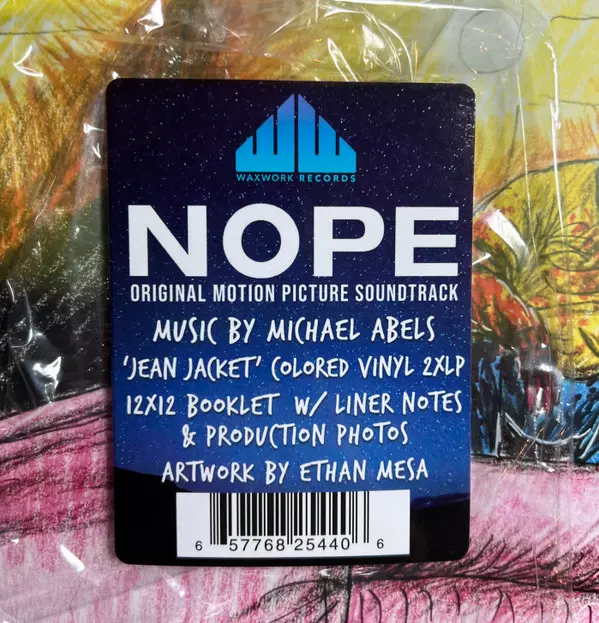 WAXWORK RECORDS
NOPE
ORIGINAL MOTION PICTURE SOUNDTRACK
MUSIC BY MICHAEL ABELS
'JEAN JACKET' COLORED VINYL 2XLP
12X12 BOOKLET W/ LINER NOTES
& PRODUCTION PHOTOS
ARTWORK BY ETHAN MESA
6 57768 25440 6